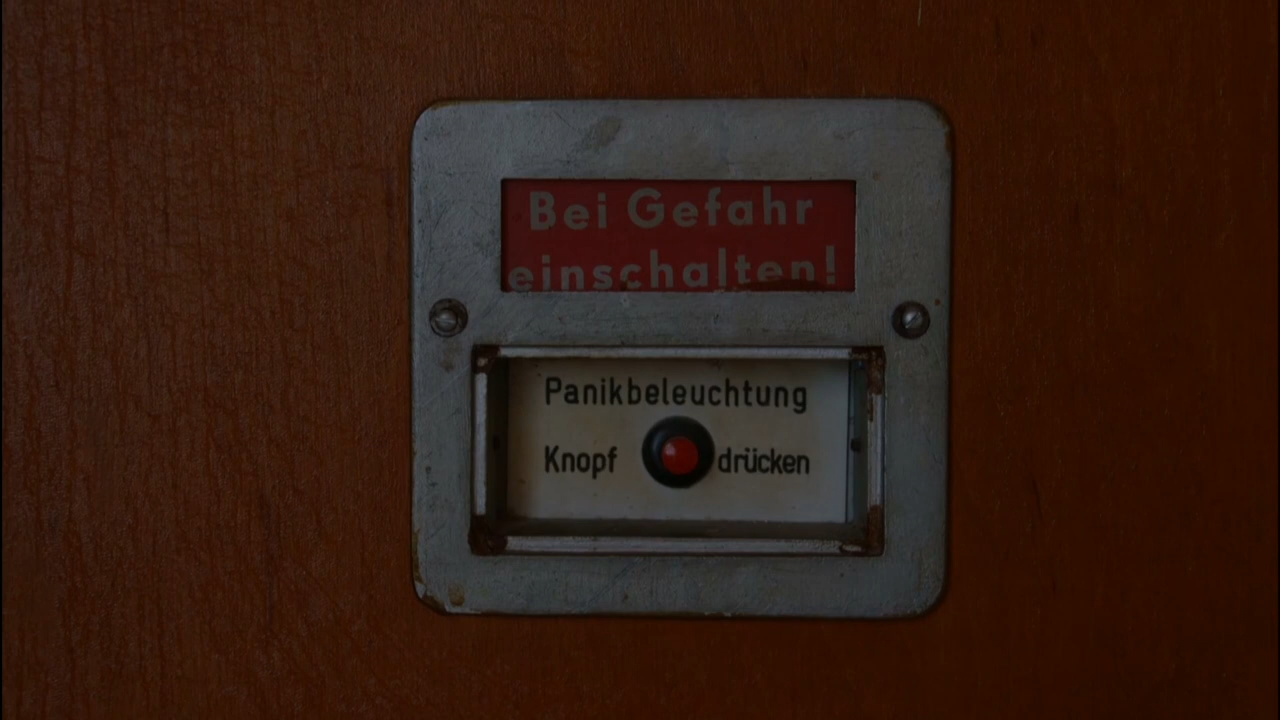 Bei Gefahr
einschalten!
Panikbeleuchtung
Knopf drücken